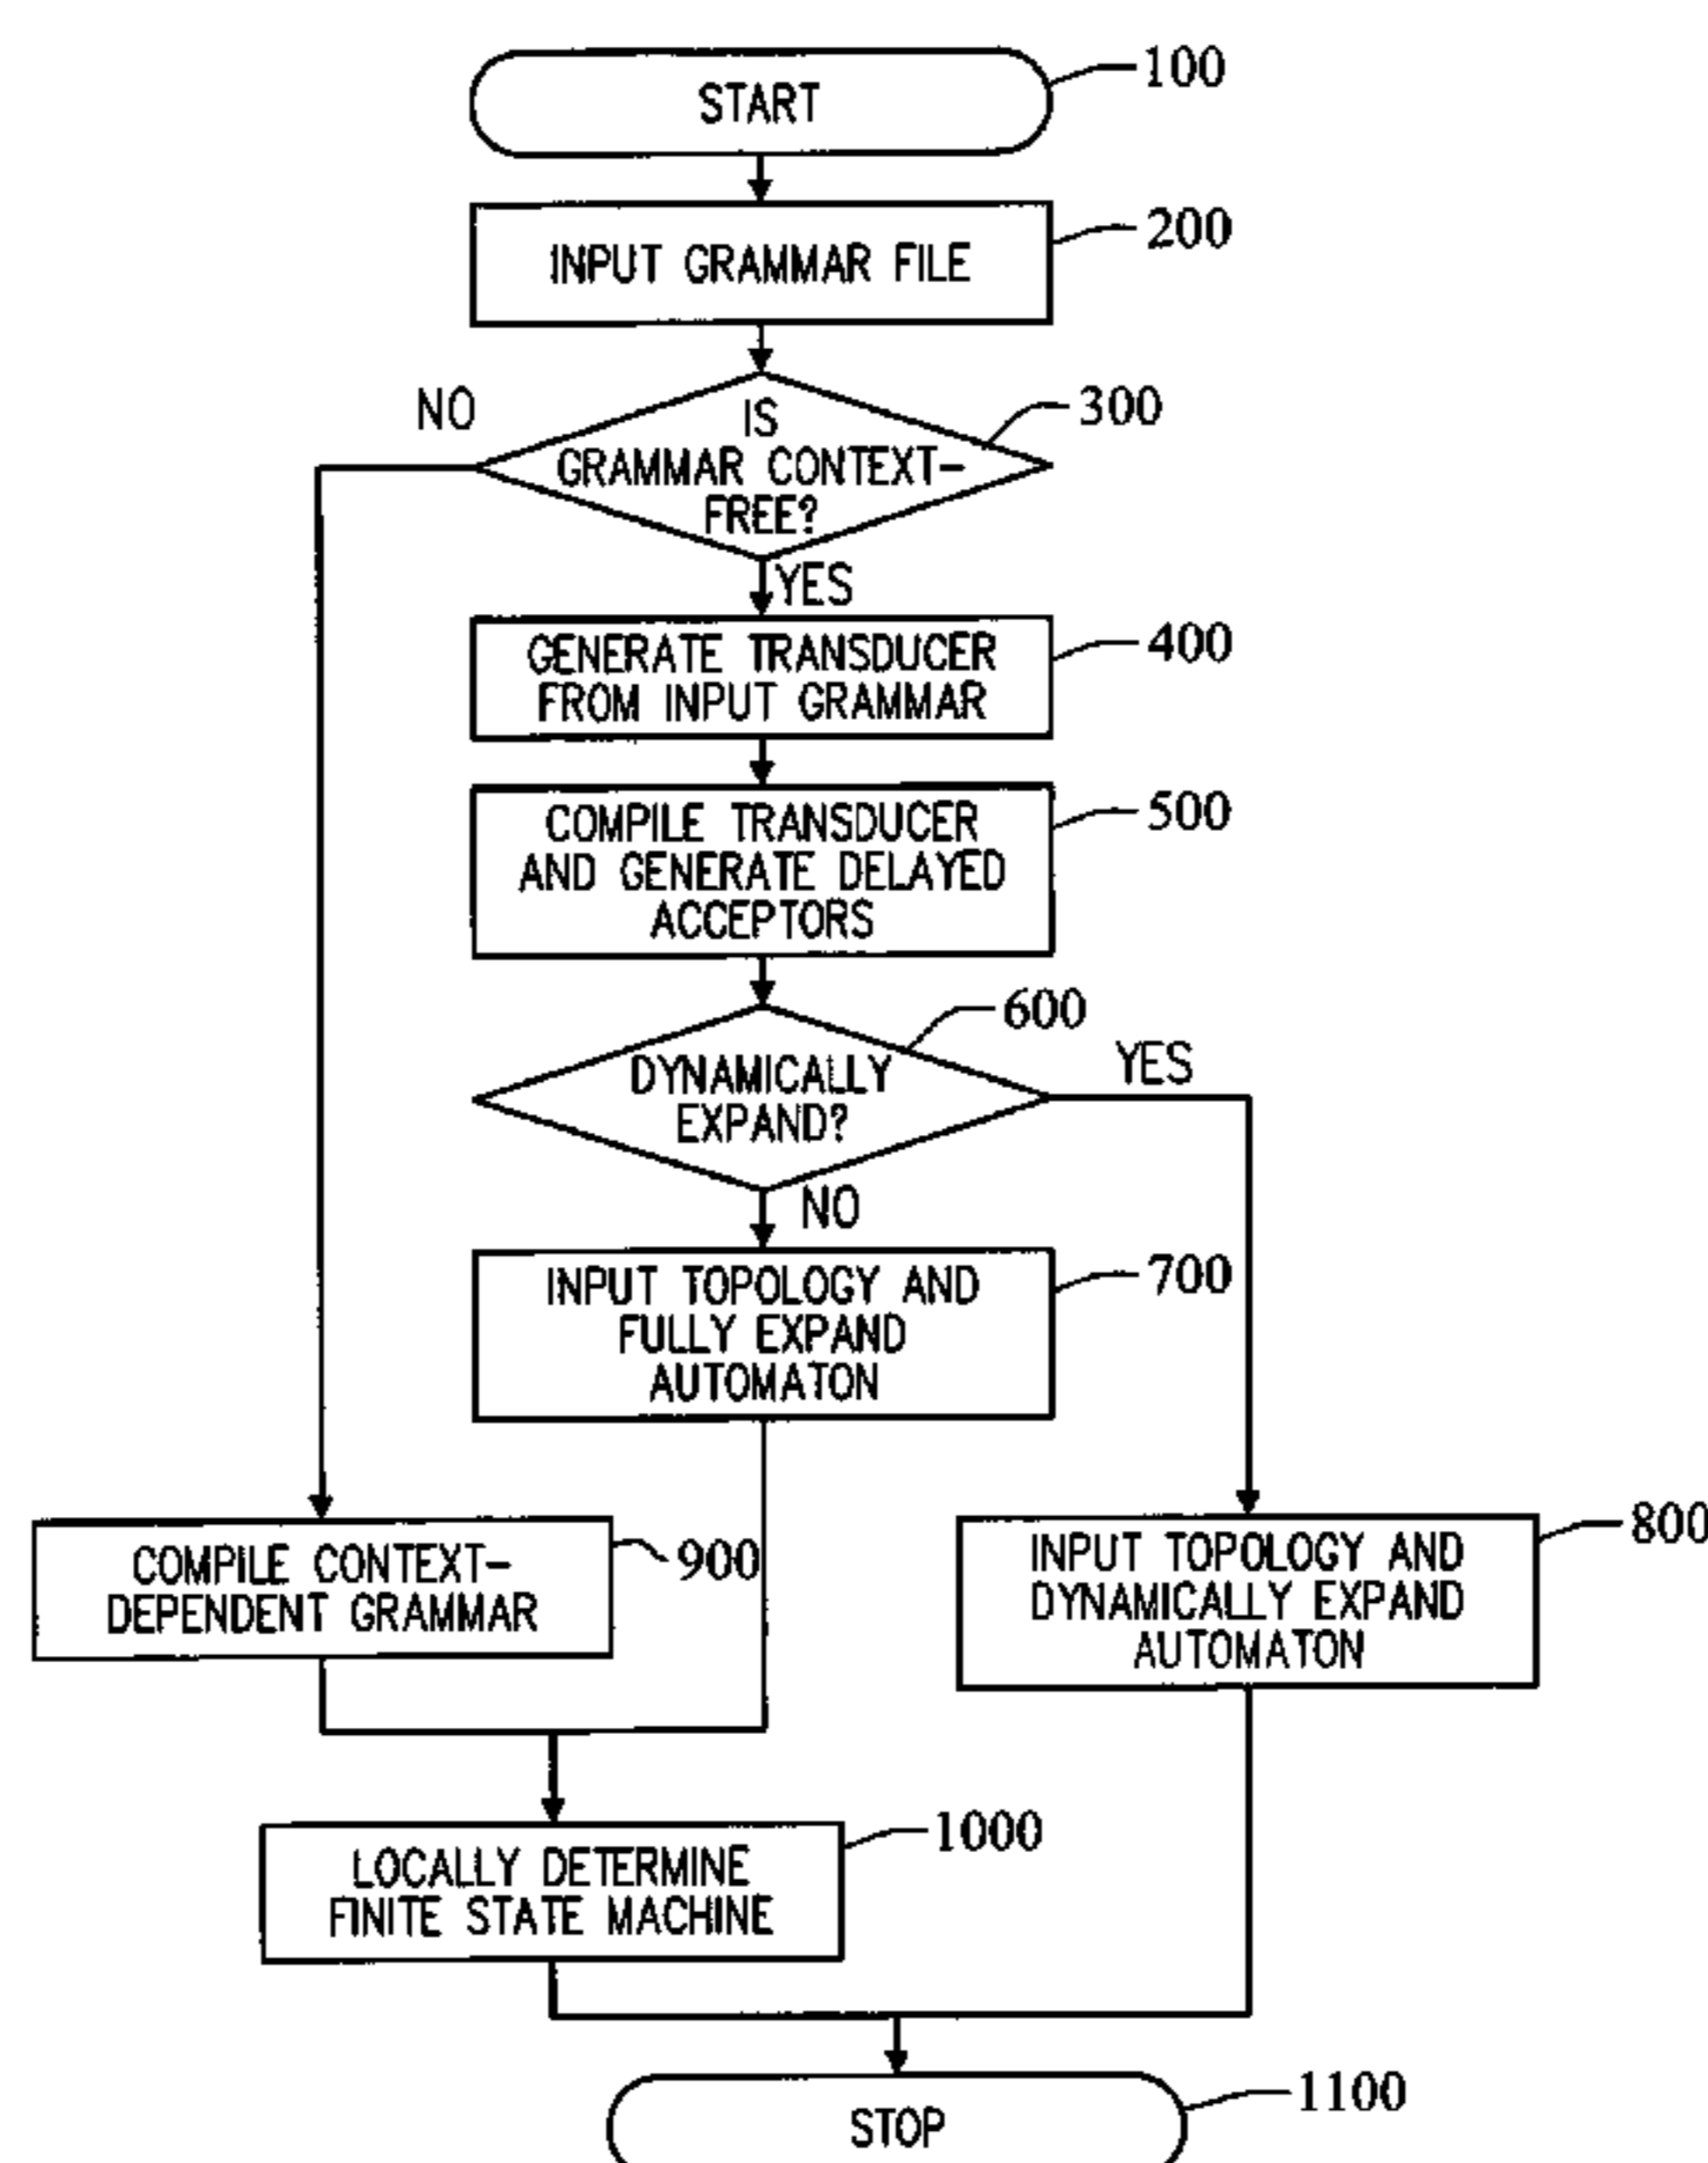 START
100
INPUT GRAMMAR FILE
200
NO
IS
GRAMMAR CONTEXT-
FREE?
300
YES
GENERATE TRANSDUCER
FROM INPUT GRAMMAR
400
COMPILE TRANSDUCER
AND GENERATE DELAYED
ACCEPTORS
500
DYNAMICALLY
EXPAND?
600
YES
NO
INPUT TOPOLOGY AND
FULLY EXPAND
AUTOMATON
700
COMPILE CONTEXT-
DEPENDENT GRAMMAR
900
INPUT TOPOLOGY AND
DYNAMICALLY EXPAND
AUTOMATON
800
LOCALLY DETERMINE
FINITE STATE MACHINE
1000
STOP
1100